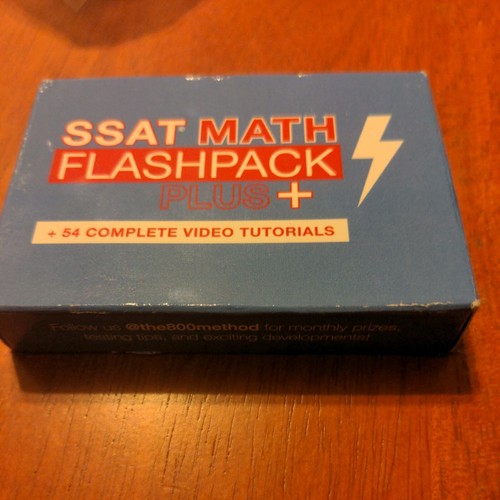 SSAT® MATH
FLASHPACK
PLUS+
+ 54 COMPLETE VIDEO TUTORIALS
Follow us @the800method for monthly prizes,
testing tips, and exciting developments!